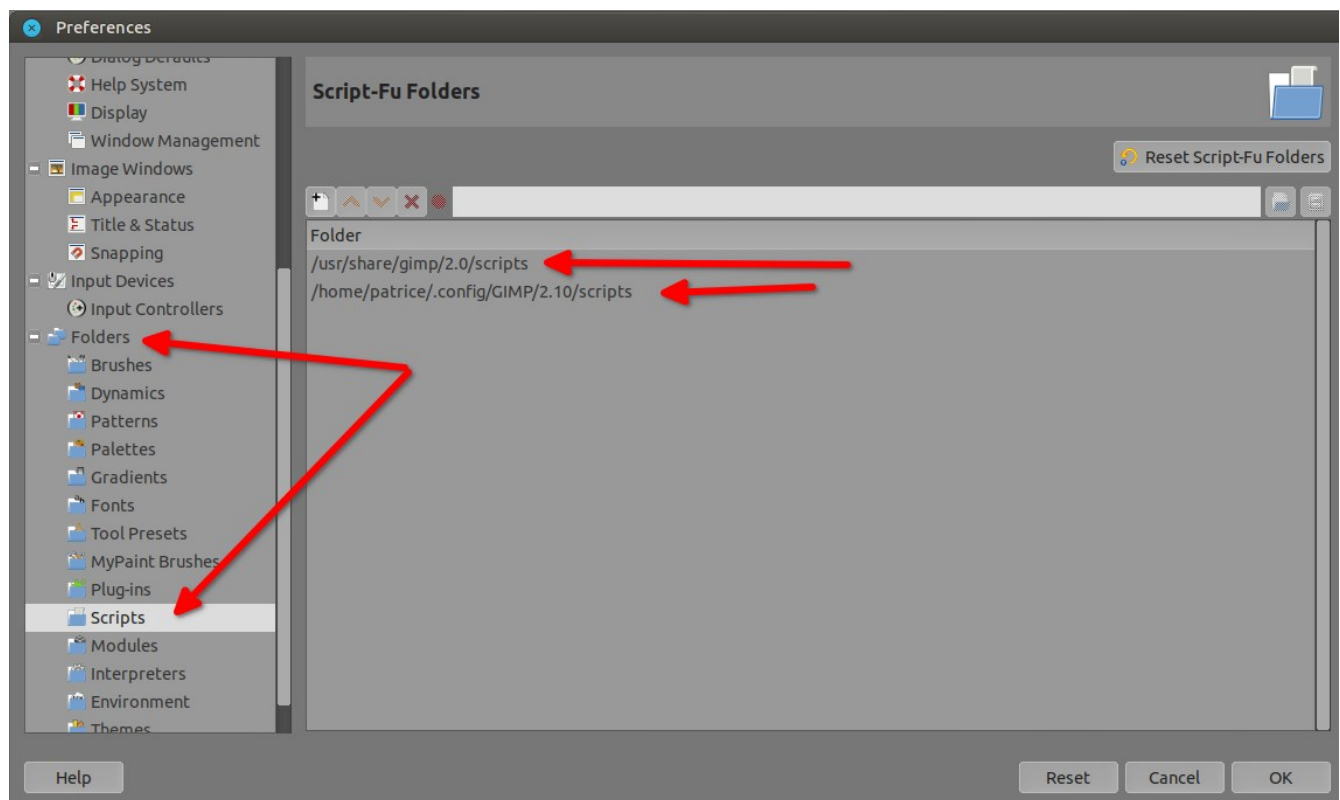 Preferences
Dialog Defaults
Help System
Display
Window Management
Image Windows
Appearance
Title & Status
Snapping
Input Devices
Input Controllers
Folders
Brushes
Dynamics
Patterns
Palettes
Gradients
Fonts
Tool Presets
MyPaint Brushes
Plug-ins
Scripts
Modules
Interpreters
Environment
Themes
Script-Fu Folders
Reset Script-Fu Folders
Folder
/usr/share/gimp/2.0/scripts
/home/patrice/.config/GIMP/2.10/scripts
Help
Reset
Cancel
OK